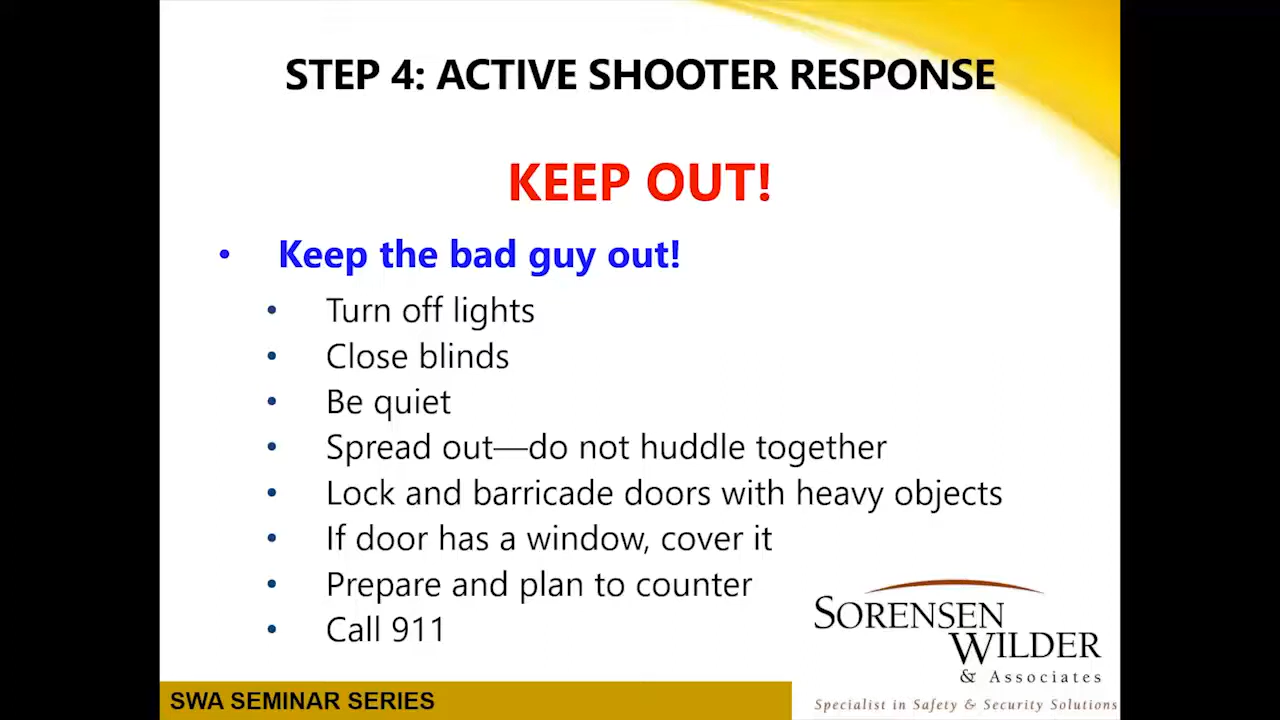 STEP 4: ACTIVE SHOOTER RESPONSE
KEEP OUT!
• Keep the bad guy out!
• Turn off lights
• Close blinds
• Be quiet
• Spread out—do not huddle together
• Lock and barricade doors with heavy objects
• If door has a window, cover it
• Prepare and plan to counter
• Call 911
SORENSEN
WILDER
& Associates
Specialist in Safety & Security Solutions
SWA SEMINAR SERIES